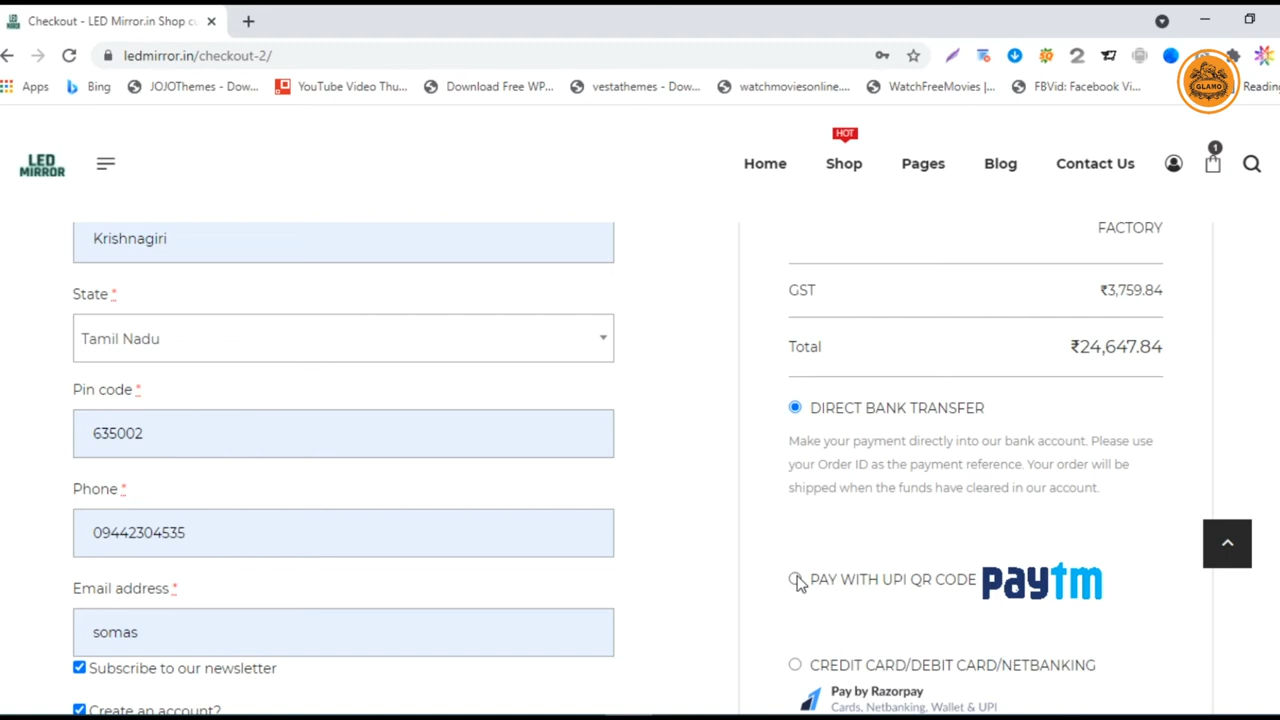 Checkout - LED Mirror.in Shop
ledmirror.in/checkout-2/
Apps
Bing
JOJOThemes - Dow...
YouTube Video Thu...
Download Free WP...
vestathemes - Dow...
watchmoviesonline....
WatchFreeMovies |...
FBVid: Facebook Vi...
Reading
GLAMO
LED
MIRROR
HOT
Home
Shop
Pages
Blog
Contact Us
1
Krishnagiri
State *
Tamil Nadu
Pin code *
635002
Phone *
09442304535
Email address *
somas
Subscribe to our newsletter
Create an account?
FACTORY
GST ₹3,759.84
Total ₹24,647.84
DIRECT BANK TRANSFER
Make your payment directly into our bank account. Please use
your Order ID as the payment reference. Your order will be
shipped when the funds have cleared in our account.
PAY WITH UPI QR CODE paytm
CREDIT CARD/DEBIT CARD/NETBANKING
Pay by Razorpay
Cards, Netbanking, Wallet & UPI